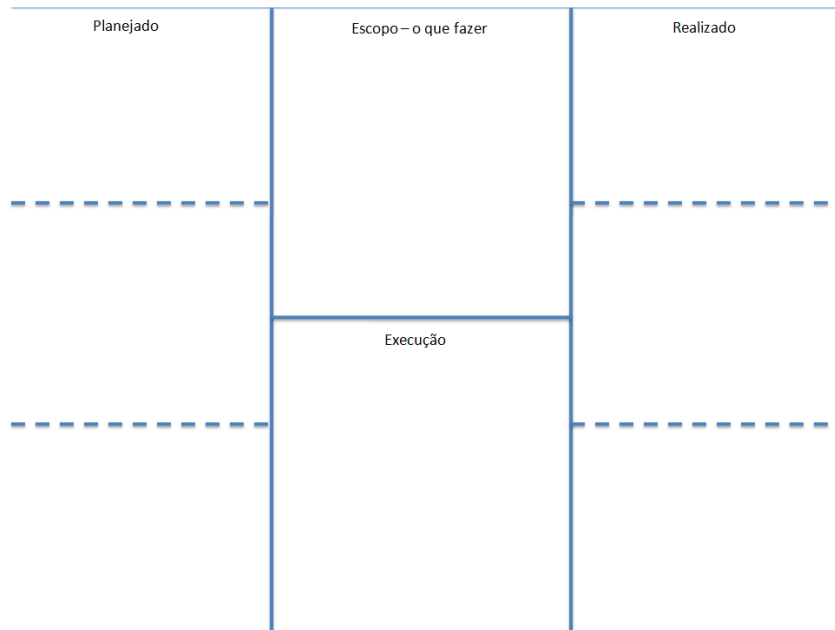 Planejado
Escopo – o que fazer
Realizado
Execução